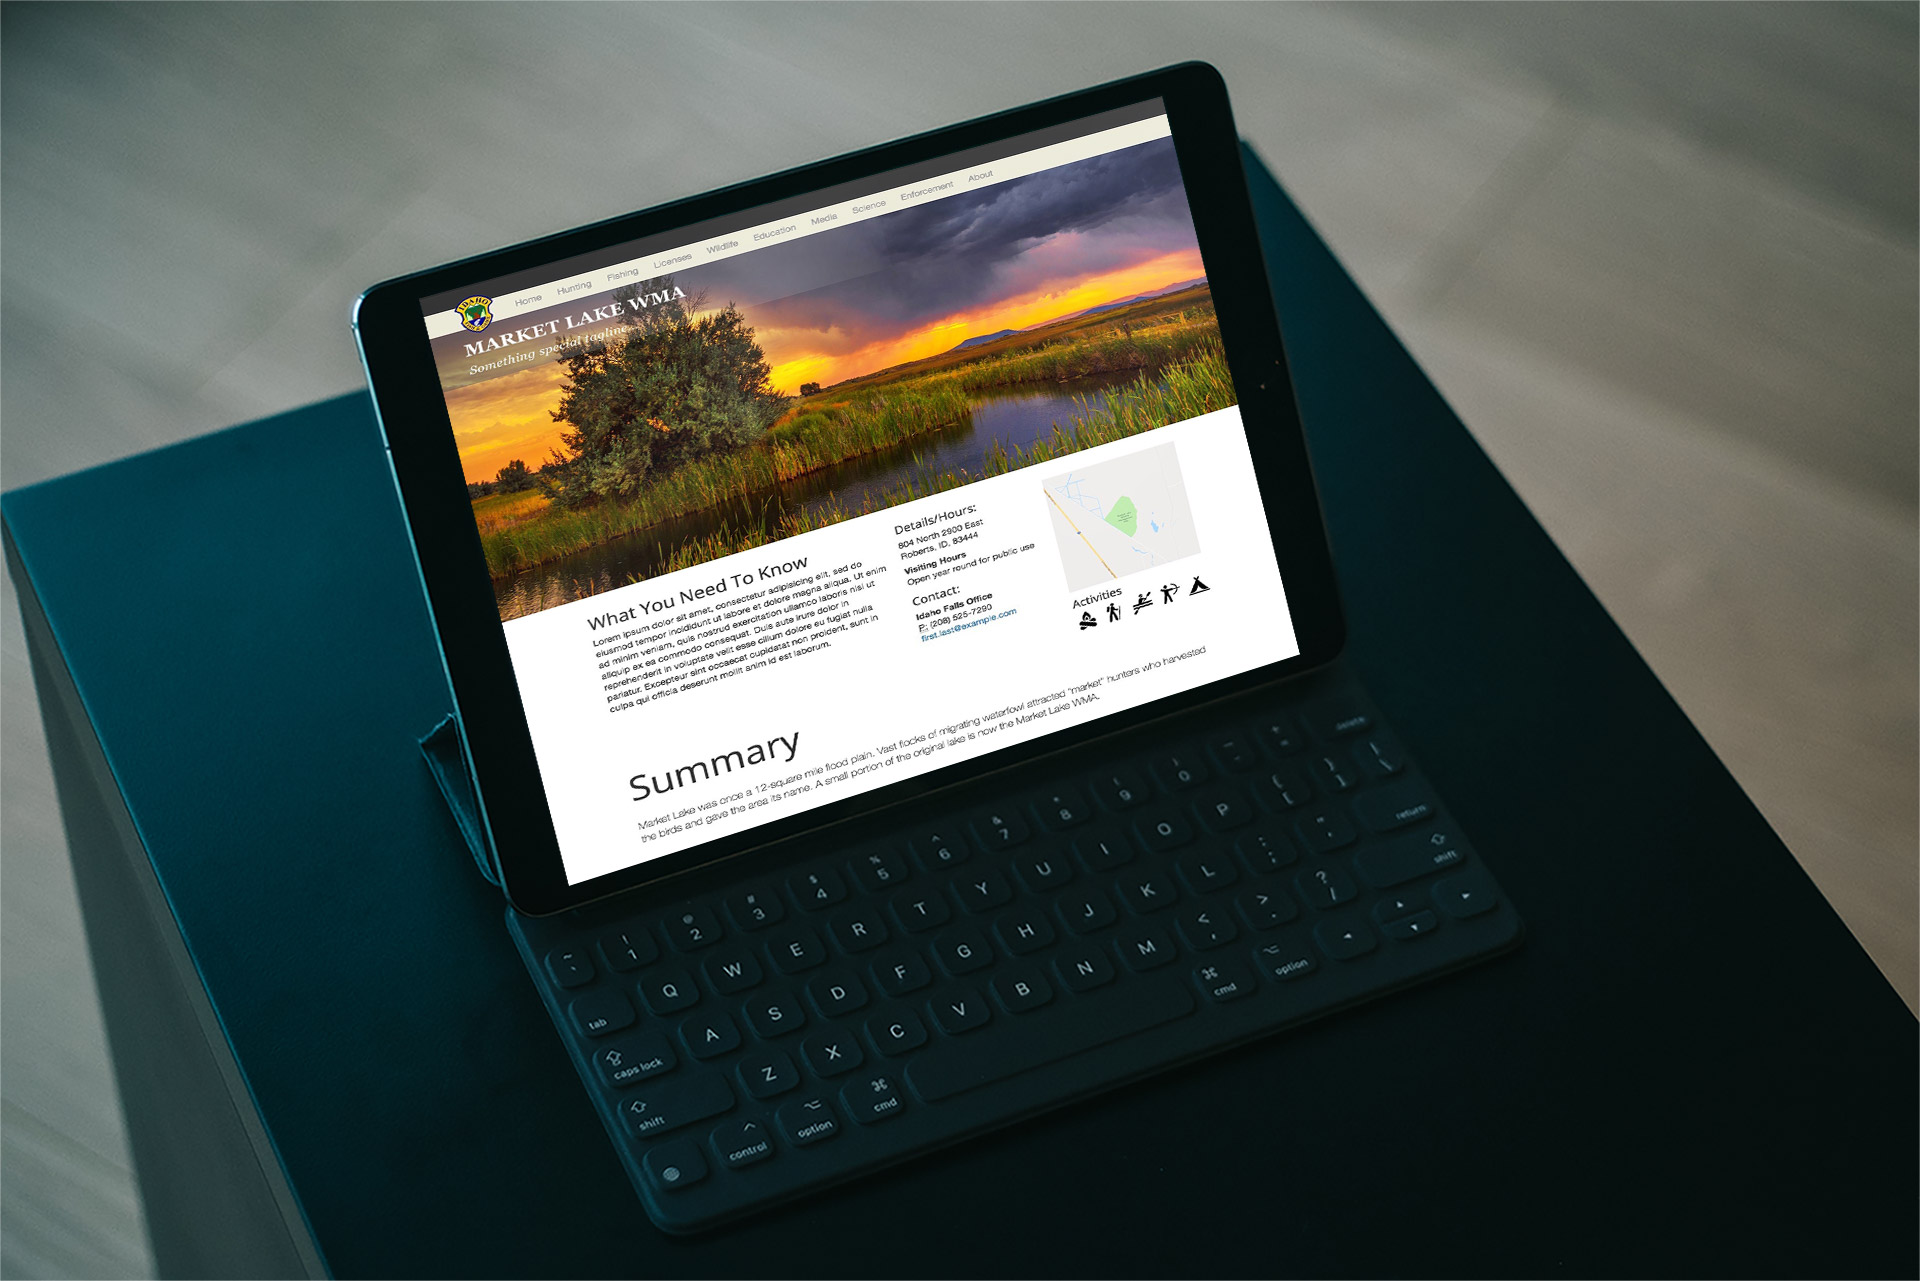 IDAHO
Home Hunting Fishing Licenses Wildlife Education Media Science Enforcement About
MARKET LAKE WMA
Something special tagline
What You Need To Know
Lorem ipsum dolor sit amet, consectetur adipisicing elit, sed do
eiusmod tempor incididunt ut labore et dolore magna aliqua. Ut enim
ad minim veniam, quis nostrud exercitation ullamco laboris nisi ut
aliquip ex ea commodo consequat. Duis aute irure dolor in
reprehenderit in voluptate velit esse cillum dolore eu fugiat nulla
pariatur. Excepteur sint occaecat cupidatat non proident, sunt in
culpa qui officia deserunt mollit anim id est laborum.
Details/Hours:
804 North 2900 East
Roberts, ID, 83444
Visiting Hours
Open year round for public use
Contact:
Idaho Falls Office
P: (208) 525-7290
first.last@example.com
Activities
Summary
Market Lake was once a 12-square mile flood plain. Vast flocks of migrating waterfowl attracted "market" hunters who harvested
the birds and gave the area its name. A small portion of the original lake is now the Market Lake WMA.
~ ! @ # $ % ^ & * ( ) _ +
` 1 2 3 4 5 6 7 8 9 0 - = delete
tab Q W E R T Y U I O P { [ } ] | \
caps lock A S D F G H J K L : ; " ' return
shift Z X C V B N M < , > . ? / shift
control option cmd cmd option